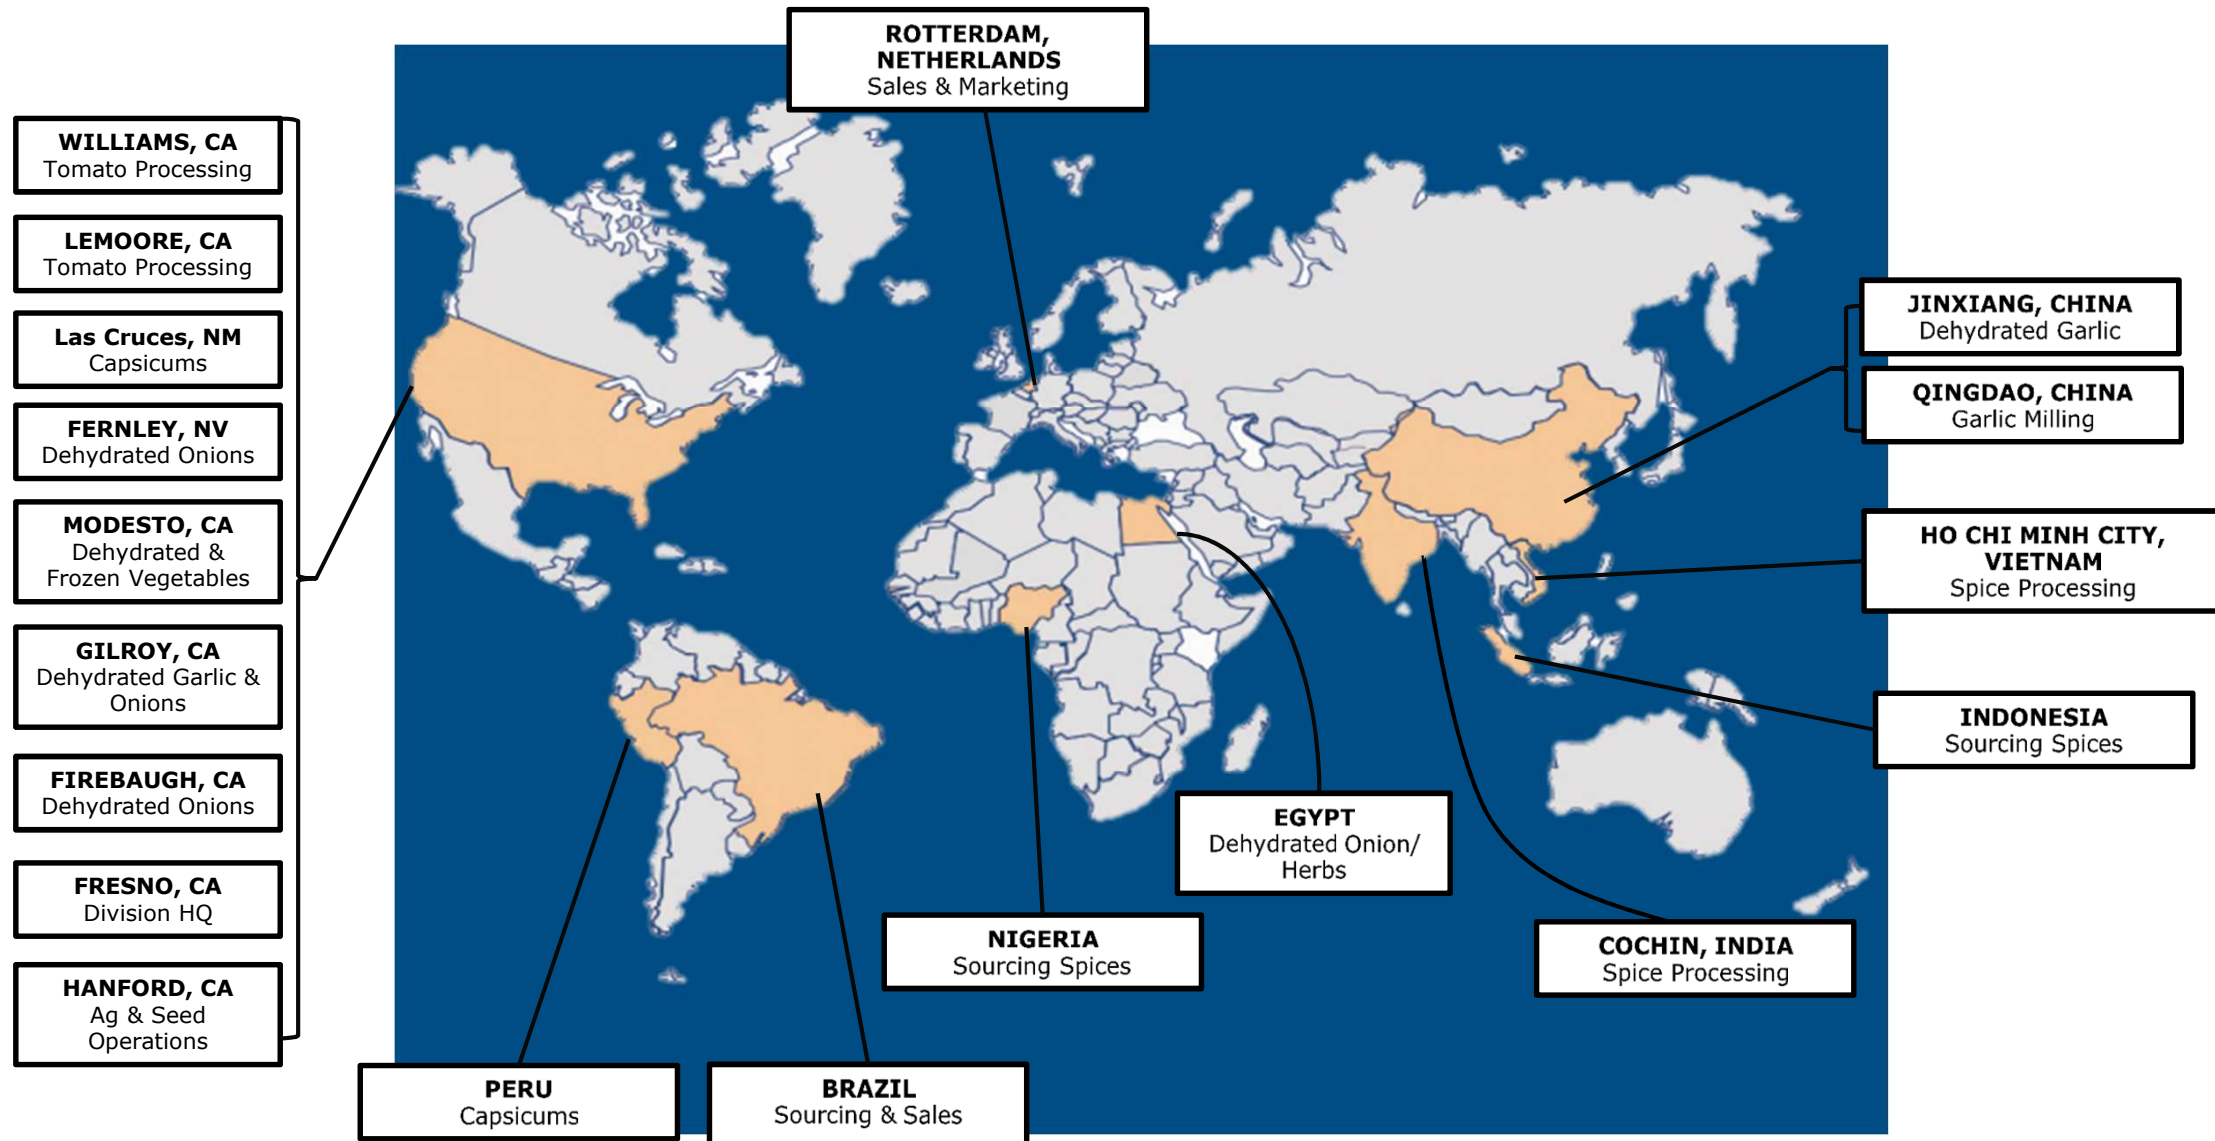 ROTTERDAM,
NETHERLANDS
Sales & Marketing
WILLIAMS, CA
Tomato Processing
LEMOORE, CA
Tomato Processing
Las Cruces, NM
Capsicums
FERNLEY, NV
Dehydrated Onions
MODESTO, CA
Dehydrated &
Frozen Vegetables
GILROY, CA
Dehydrated Garlic &
Onions
FIREBAUGH, CA
Dehydrated Onions
FRESNO, CA
Division HQ
HANFORD, CA
Ag & Seed
Operations
JINXIANG, CHINA
Dehydrated Garlic
QINGDAO, CHINA
Garlic Milling
HO CHI MINH CITY,
VIETNAM
Spice Processing
INDONESIA
Sourcing Spices
EGYPT
Dehydrated Onion/
Herbs
NIGERIA
Sourcing Spices
COCHIN, INDIA
Spice Processing
PERU
Capsicums
BRAZIL
Sourcing & Sales